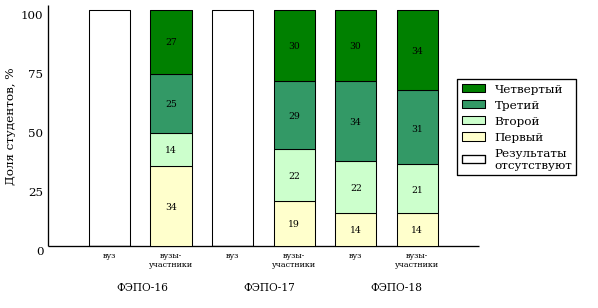 Доля студентов, %
100
75
50
25
0
27
25
14
34
30
29
22
19
30
34
22
14
34
31
21
14
вуз
вузы-
участники
вуз
вузы-
участники
вуз
вузы-
участники
ФЭПО-16
ФЭПО-17
ФЭПО-18
Четвертый
Третий
Второй
Первый
Результаты
отсутствуют